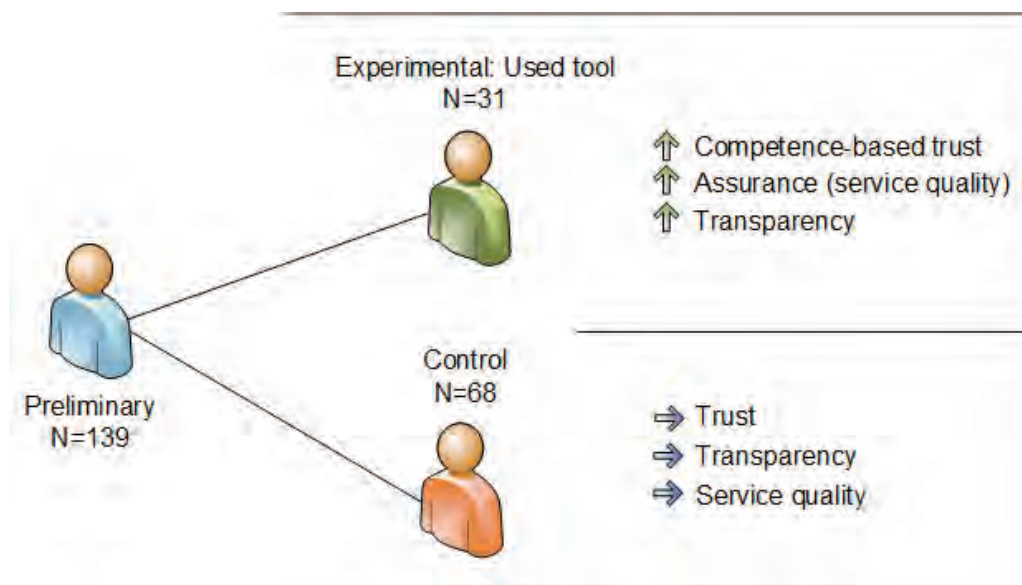 Experimental: Used tool
N=31
Competence-based trust
Assurance (service quality)
Transparency
Preliminary
N=139
Control
N=68
Trust
Transparency
Service quality